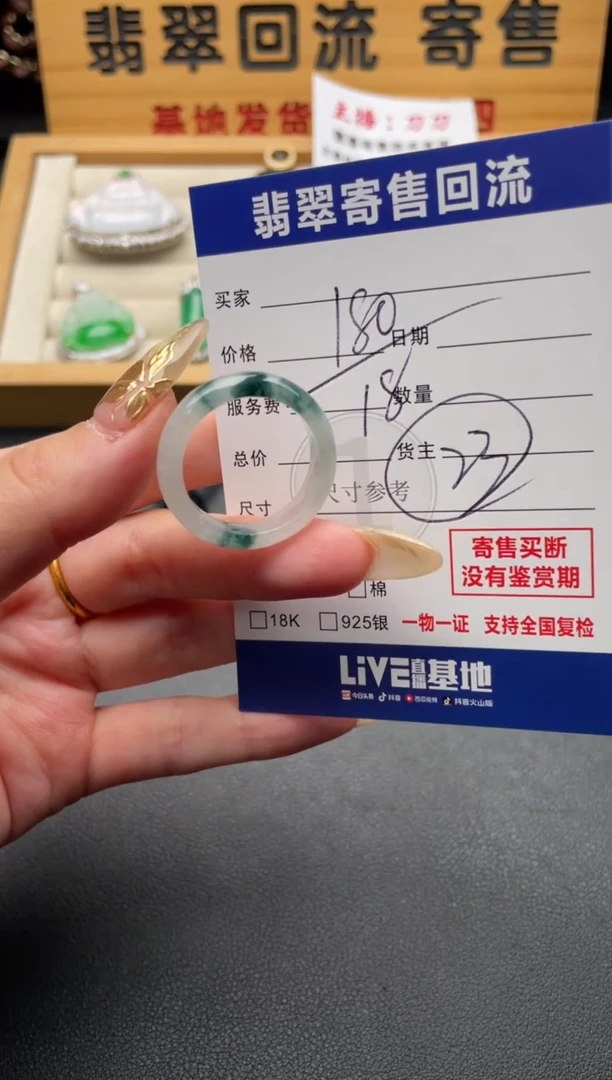 翡翠回流 寄售
基地发货
主播:刃刃
翡翠寄售回流
买家
180
价格
日期
服务费
18
数量
总价
货主
23
尺寸参考
尺寸
棉
寄售买断
没有鉴赏期
18K
925银
一物一证 支持全国复检
LiVE直播基地
今日头条 抖音 西瓜视频 抖音火山版